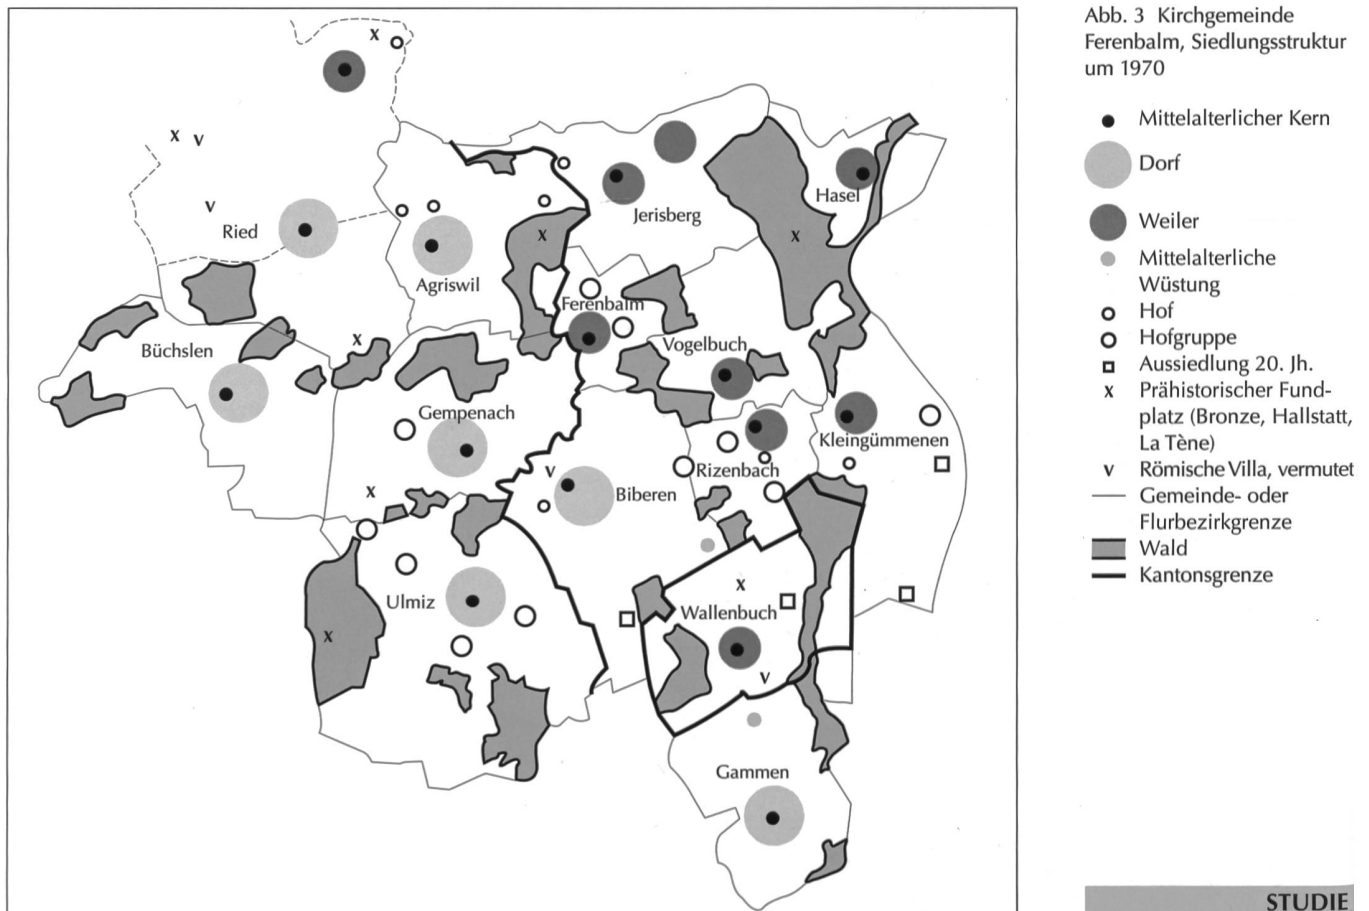 Abb. 3 Kirchgemeinde
Ferenbalm, Siedlungsstruktur
um 1970
Mittelalterlicher Kern
Dorf
Weiler
Mittelalterliche
Wüstung
Hof
Hofgruppe
Aussiedlung 20. Jh.
x Prähistorischer Fund-
platz (Bronze, Hallstatt,
La Tène)
v Römische Villa, vermutet
Gemeinde- oder
Flurbezirkgrenze
Wald
Kantonsgrenze
x
x v
v
Hasel
Jerisberg
Ried
x
x
Agriswil
Ferenbalm
x
Vogelbuch
Büchslen
Gempenach
Kleingümmenen
v
Rizenbach
x
Biberen
x
Ulmiz
Wallenbuch
x
v
Gammen
STUDIE